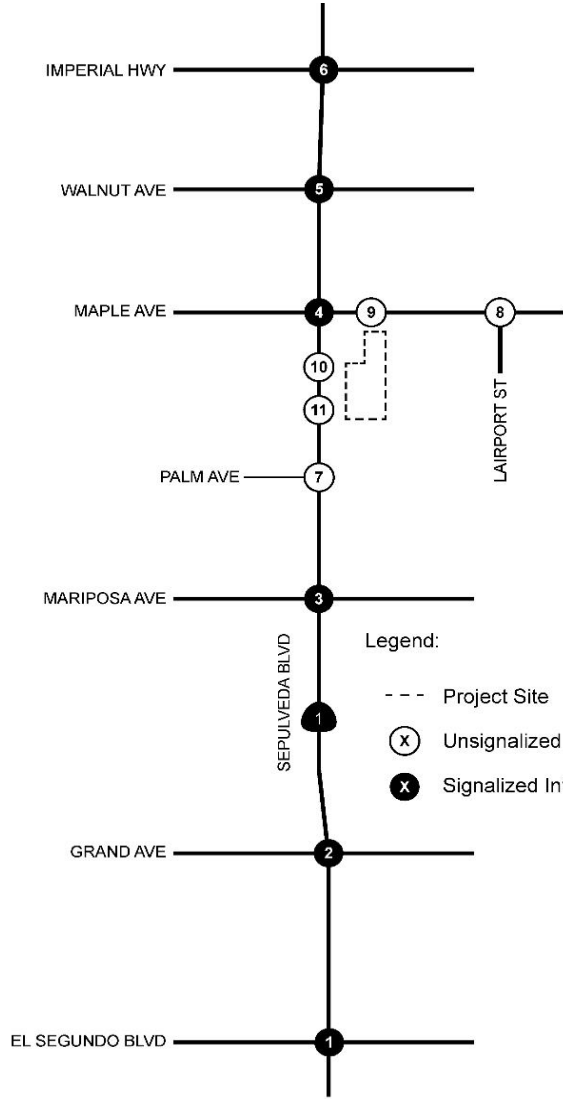 IMPERIAL HWY
6
WALNUT AVE
5
MAPLE AVE
4
9
8
10
11
LAIRPORT ST
PALM AVE
7
MARIPOSA AVE
3
SEPULVEDA BLVD
Legend:
Project Site
1
X Unsignalized
X Signalized In
GRAND AVE
2
EL SEGUNDO BLVD
1